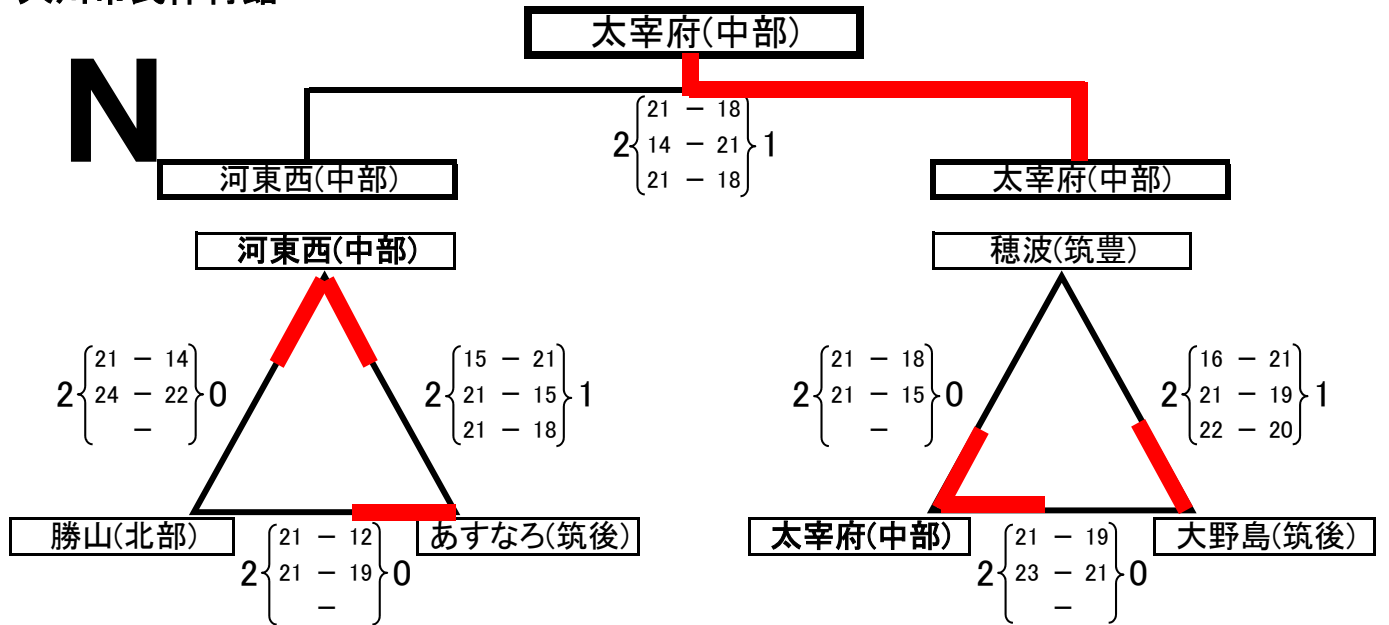 太宰府(中部)
N
2 21 － 18 1
14 － 21
21 － 18
河東西(中部)
太宰府(中部)
河東西(中部)
穂波(筑豊)
2 21 － 14 0
24 － 22
－
2 15 － 21 1
21 － 15
21 － 18
2 21 － 18 0
21 － 15
－
2 16 － 21 1
21 － 19
22 － 20
勝山(北部)
あすなろ(筑後)
太宰府(中部)
大野島(筑後)
2 21 － 12 0
21 － 19
－
2 21 － 19 0
23 － 21
－